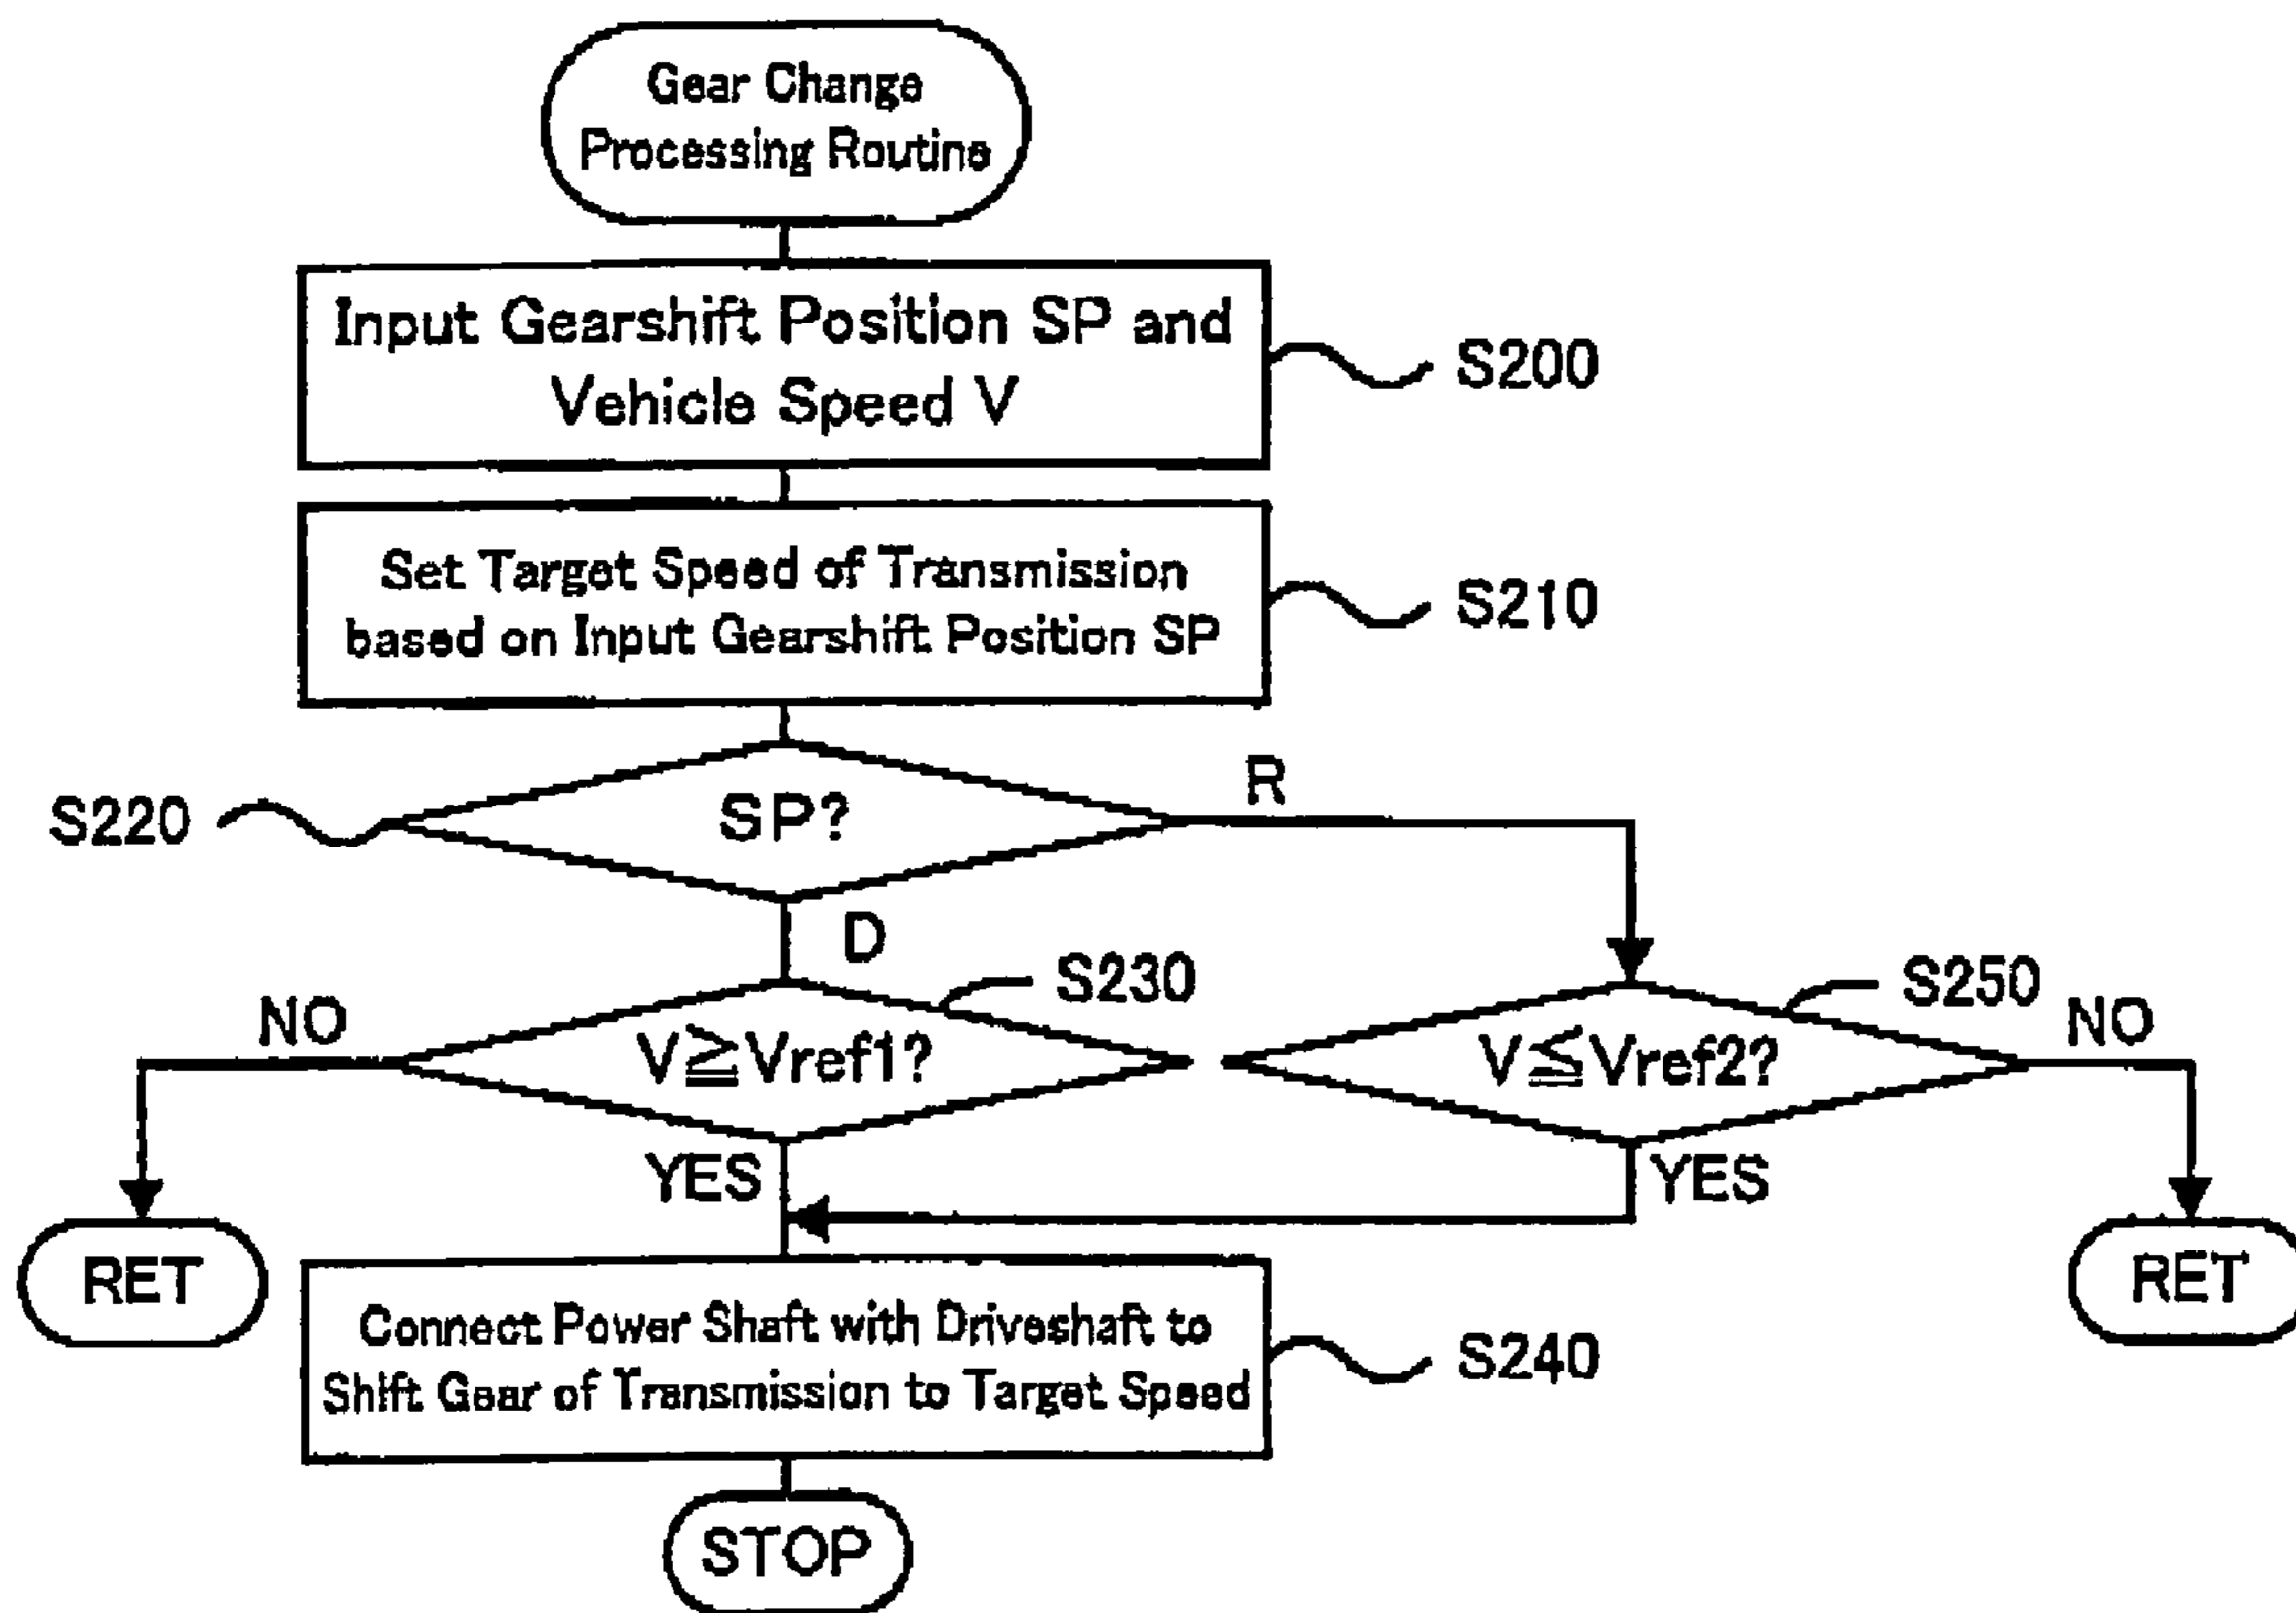 Gear Change
Processing Routine
Input Gearshift Position SP and
Vehicle Speed V
S200
Set Target Speed of Transmission
based on Input Gearshift Position SP
S210
S220
SP?
R
D
S230
S250
NO
V≧Vref1?
V≦Vref2?
NO
YES
YES
RET
RET
Connect Power Shaft with Driveshaft to
Shift Gear of Transmission to Target Speed
S240
STOP